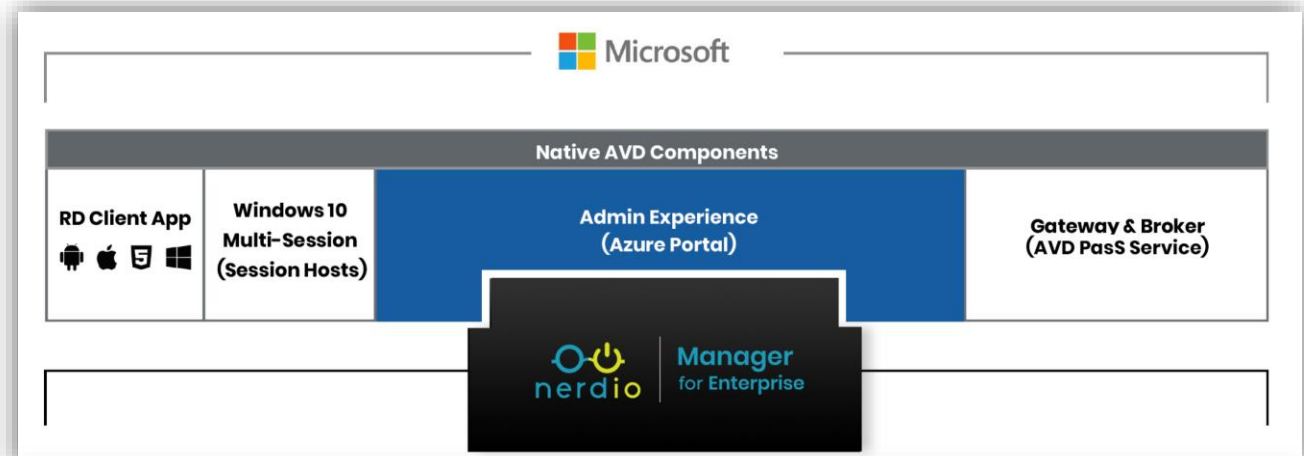 Microsoft
Native AVD Components
RD Client App
Windows 10
Multi-Session
(Session Hosts)
Admin Experience
(Azure Portal)
Gateway & Broker
(AVD PasS Service)
nerdio
Manager
for Enterprise